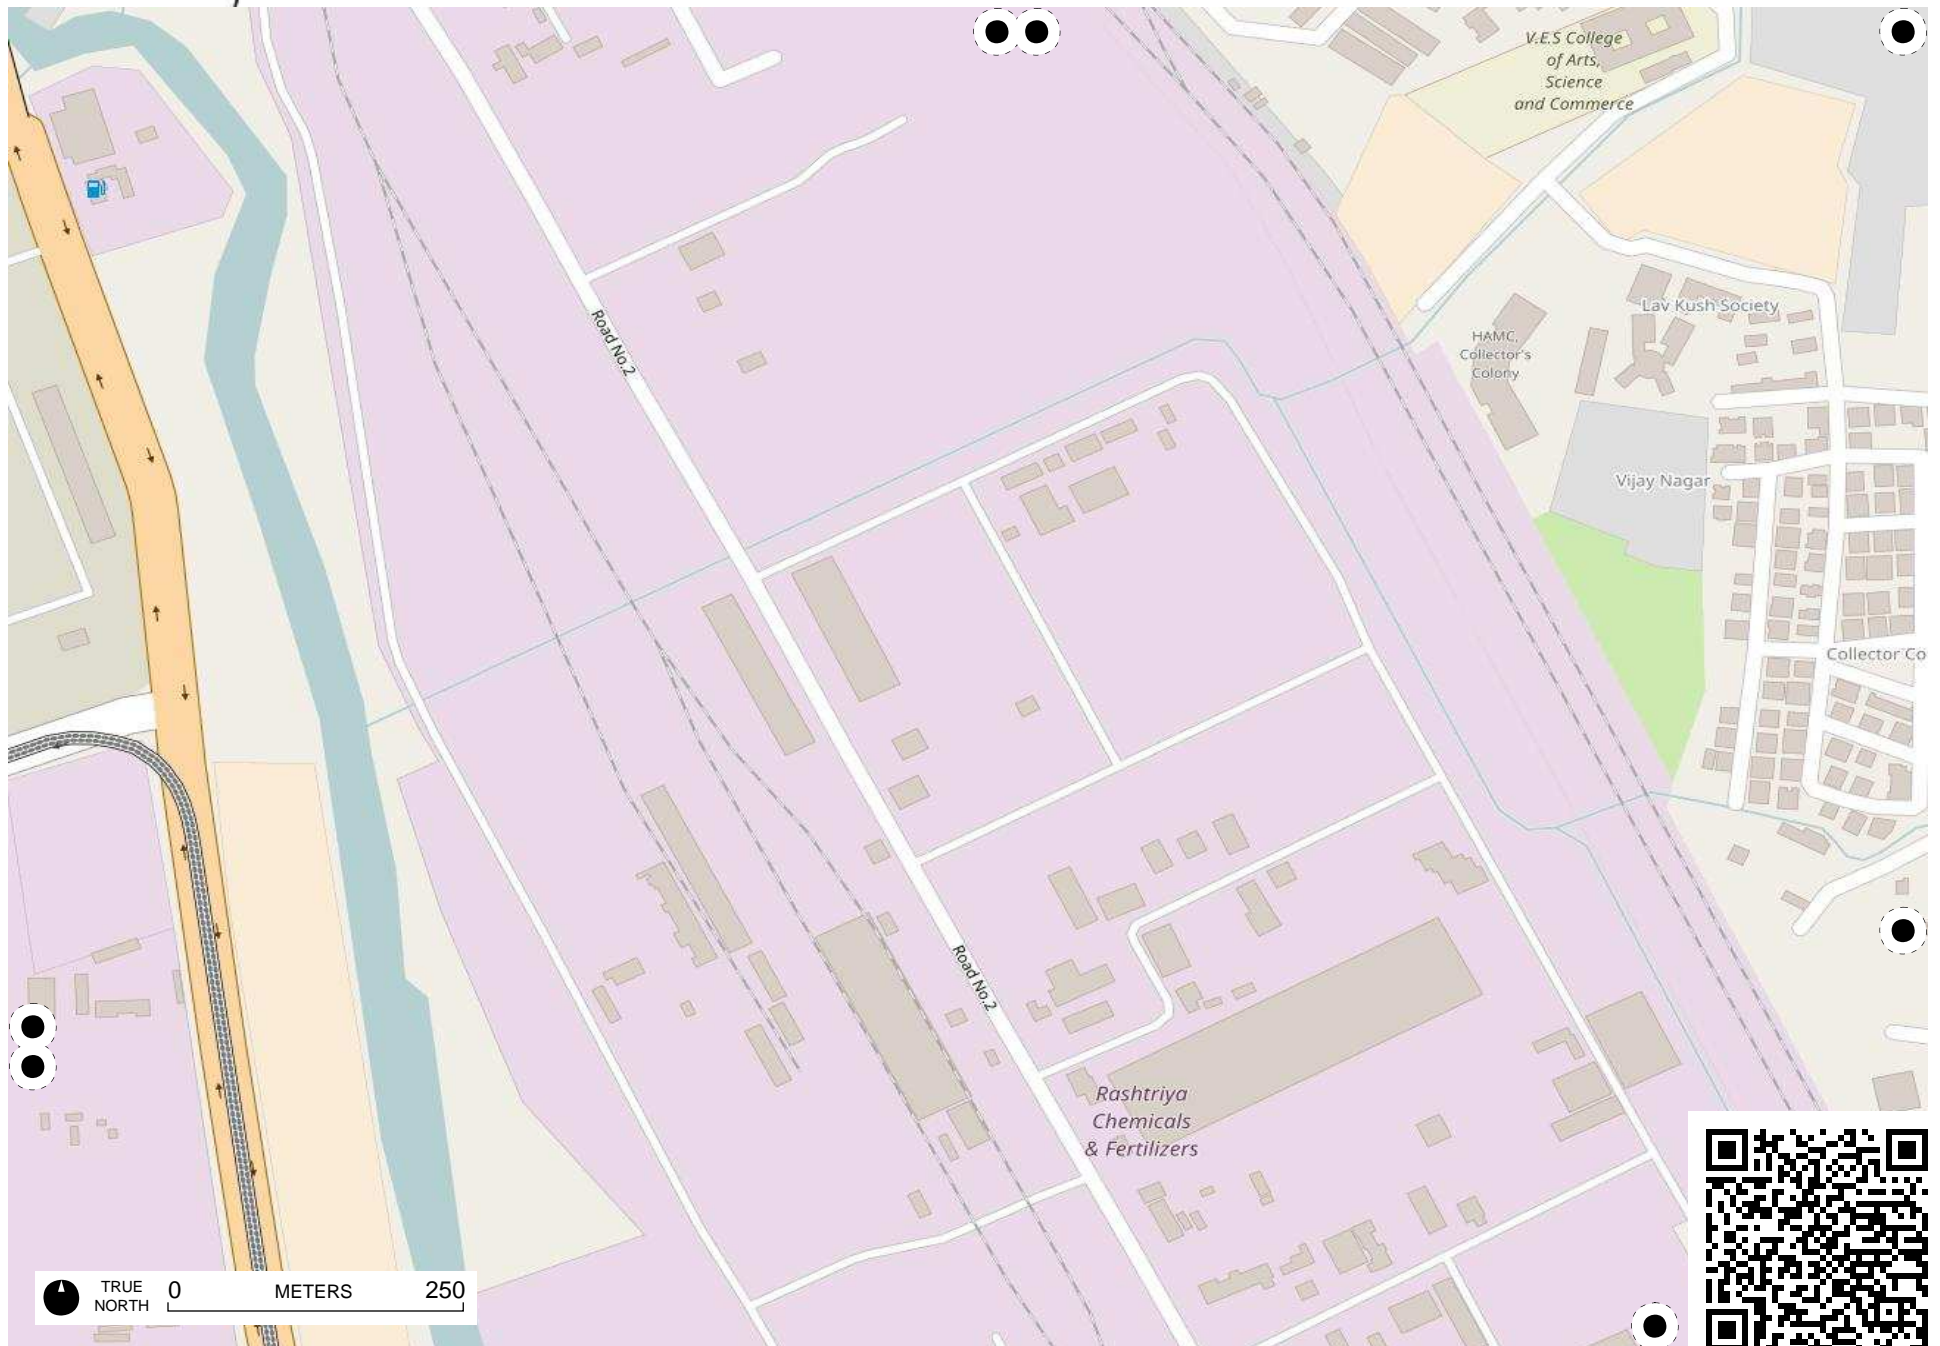 V.E.S College
of Arts,
Science
and Commerce
Lav Kush Society
HAMC,
Collector's
Colony
Road No.2
Vijay Nagar
Collector Co
Road No.2
Rashtriya
Chemicals
& Fertilizers
TRUE
NORTH
0 METERS 250